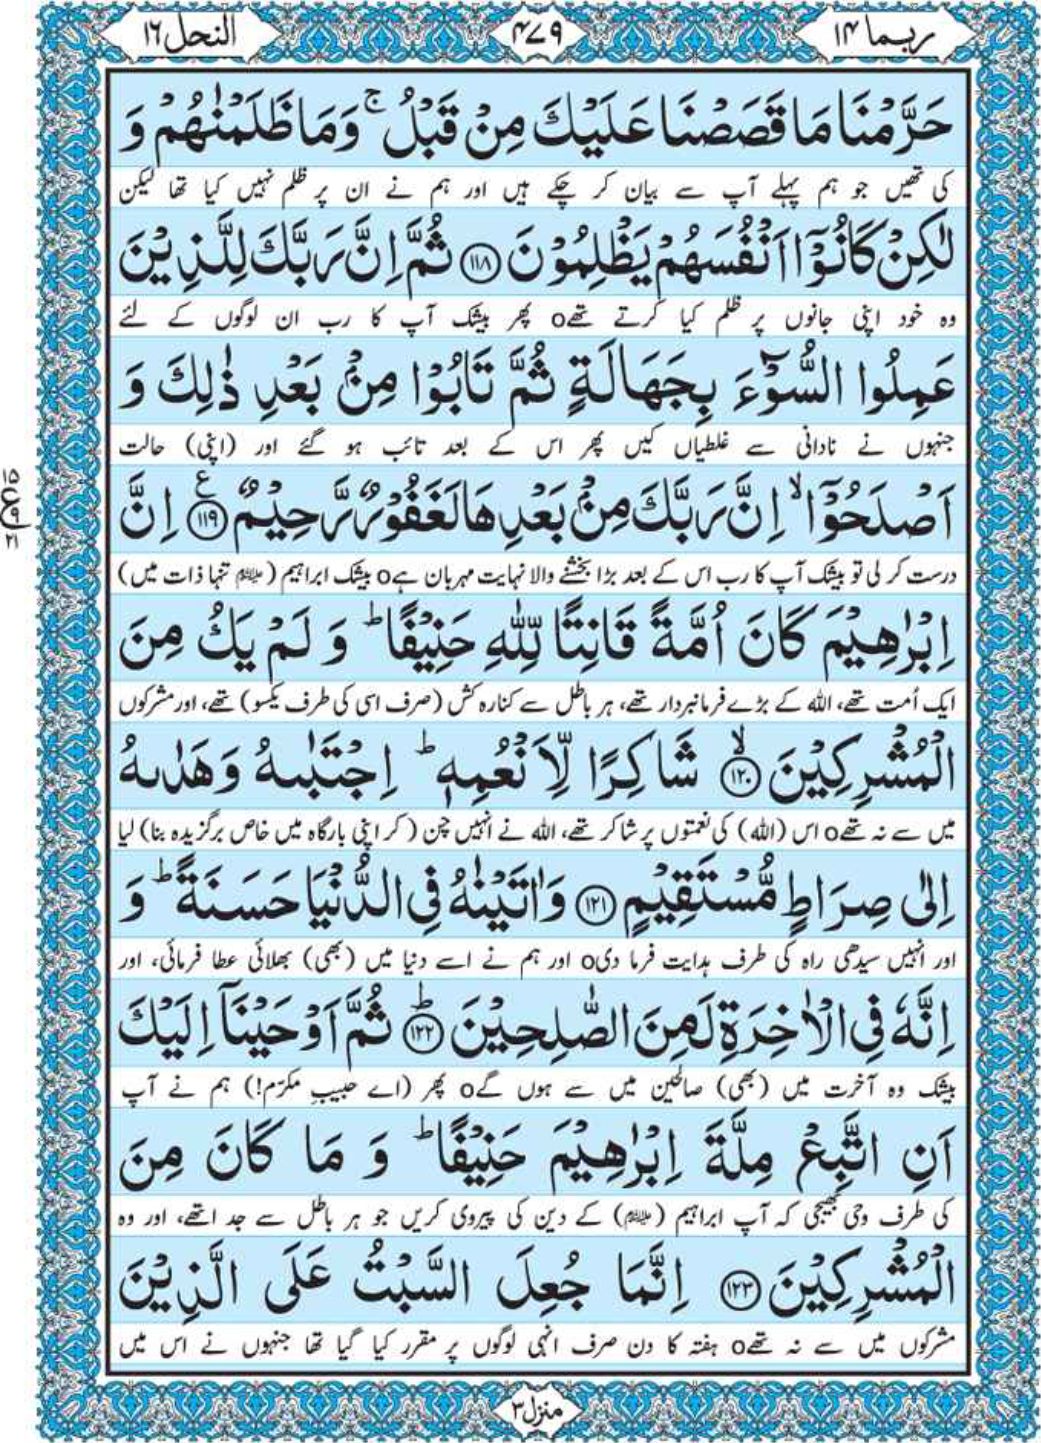 ربما ۱۴
۴۷۹
النحل ۱۶
حَرَّمْنَا مَا قَصَصْنَا عَلَيْكَ مِنْ قَبْلُ ۚ وَمَا ظَلَمْنٰهُمْ وَ
کی تھیں جو ہم پہلے آپ سے بیان کر چکے ہیں اور ہم نے ان پر ظلم نہیں کیا تھا لیکن
لٰكِنْ كَانُوْۤا اَنْفُسَهُمْ يَظْلِمُوْنَ ۝۱۱۸ ثُمَّ اِنَّ رَبَّكَ لِلَّذِيْنَ
وہ خود اپنی جانوں پر ظلم کیا کرتے تھے٥ پھر بیشک آپ کا رب ان لوگوں کے لئے
عَمِلُوا السُّوْٓءَ بِجَهَالَةٍ ثُمَّ تَابُوْا مِنْۢ بَعْدِ ذٰلِكَ وَ
جنہوں نے نادانی سے غلطیاں کیں پھر اس کے بعد تائب ہو گئے اور (اپنی) حالت
اَصْلَحُوْۤا ۙ اِنَّ رَبَّكَ مِنْۢ بَعْدِهَا لَغَفُوْرٌ رَّحِيْمٌ ۝۱۱۹ ع اِنَّ
۱۵
ع
۹
۲۱
درست کر لی تو بیشک آپ کا رب اس کے بعد بڑا بخشنے والا نہایت مہربان ہے٥ بیشک ابراہیم (علیہ السلام تنہا ذات میں)
اِبْرٰهِيْمَ كَانَ اُمَّةً قَانِتًا لِّلّٰهِ حَنِيْفًا ؕ وَ لَمْ يَكُ مِنَ
ایک اُمت تھے، اللہ کے بڑے فرمانبردار تھے، ہر باطل سے کنارہ کش (صرف اسی کی طرف یکسو) تھے، اور مشرکوں
الْمُشْرِكِيْنَ ۝۱۲۰ ۙ شَاكِرًا لِّاَنْعُمِهٖ ؕ اِجْتَبٰىهُ وَهَدٰىهُ
میں سے نہ تھے٥ اس (اللہ) کی نعمتوں پر شاکر تھے، اللہ نے انہیں چن (کر اپنی بارگاہ میں خاص برگزیدہ بنا) لیا
اِلٰى صِرَاطٍ مُّسْتَقِيْمٍ ۝۱۲۱ وَاٰتَيْنٰهُ فِى الدُّنْيَا حَسَنَةً ؕ وَ
اور انہیں سیدھی راہ کی طرف ہدایت فرما دی٥ اور ہم نے اسے دنیا میں (بھی) بھلائی عطا فرمائی، اور
اِنَّهٗ فِى الْاٰخِرَةِ لَمِنَ الصّٰلِحِيْنَ ۝۱۲۲ ؕ ثُمَّ اَوْحَيْنَاۤ اِلَيْكَ
بیشک وہ آخرت میں (بھی) صالحین میں سے ہوں گے٥ پھر (اے حبیبِ مکرّم!) ہم نے آپ
اَنِ اتَّبِعْ مِلَّةَ اِبْرٰهِيْمَ حَنِيْفًا ؕ وَ مَا كَانَ مِنَ
کی طرف وحی بھیجی کہ آپ ابراہیم (علیہ السلام) کے دین کی پیروی کریں جو ہر باطل سے جدا تھے، اور وہ
الْمُشْرِكِيْنَ ۝۱۲۳ اِنَّمَا جُعِلَ السَّبْتُ عَلَى الَّذِيْنَ
مشرکوں میں سے نہ تھے٥ ہفتہ کا دن صرف انہی لوگوں پر مقرر کیا گیا تھا جنہوں نے اس میں
منزل ۳